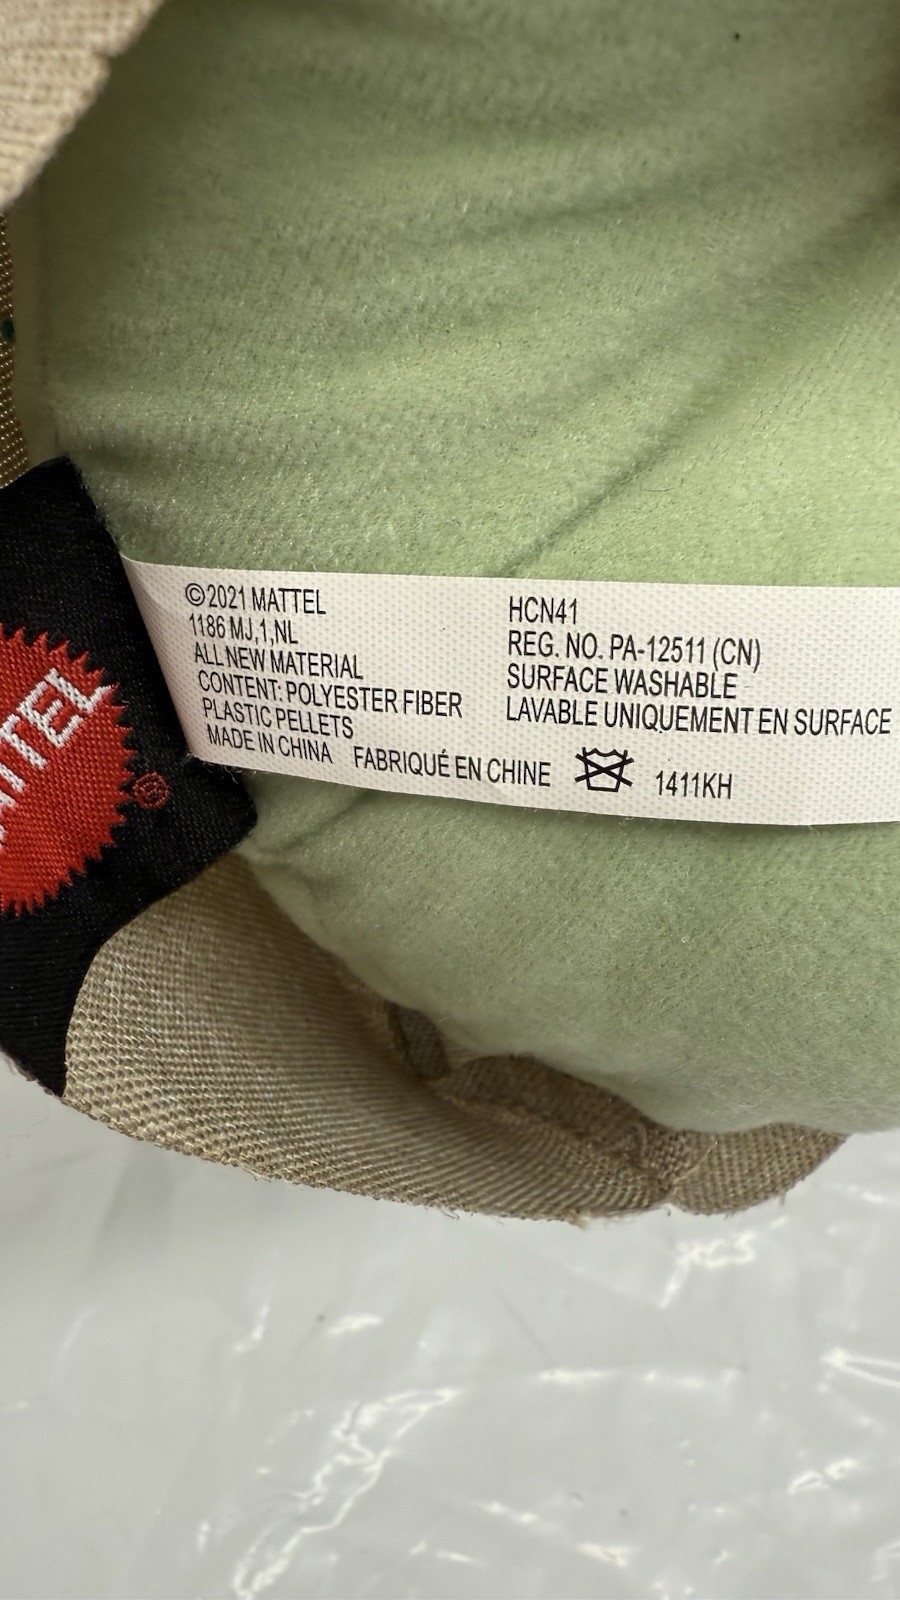 ©2021 MATTEL
1186 MJ,1,NL
ALL NEW MATERIAL
CONTENT: POLYESTER FIBER
PLASTIC PELLETS
MADE IN CHINA FABRIQUÉ EN CHINE
HCN41
REG. NO. PA-12511 (CN)
SURFACE WASHABLE
LAVABLE UNIQUEMENT EN SURFACE
1411KH
MATTEL
®